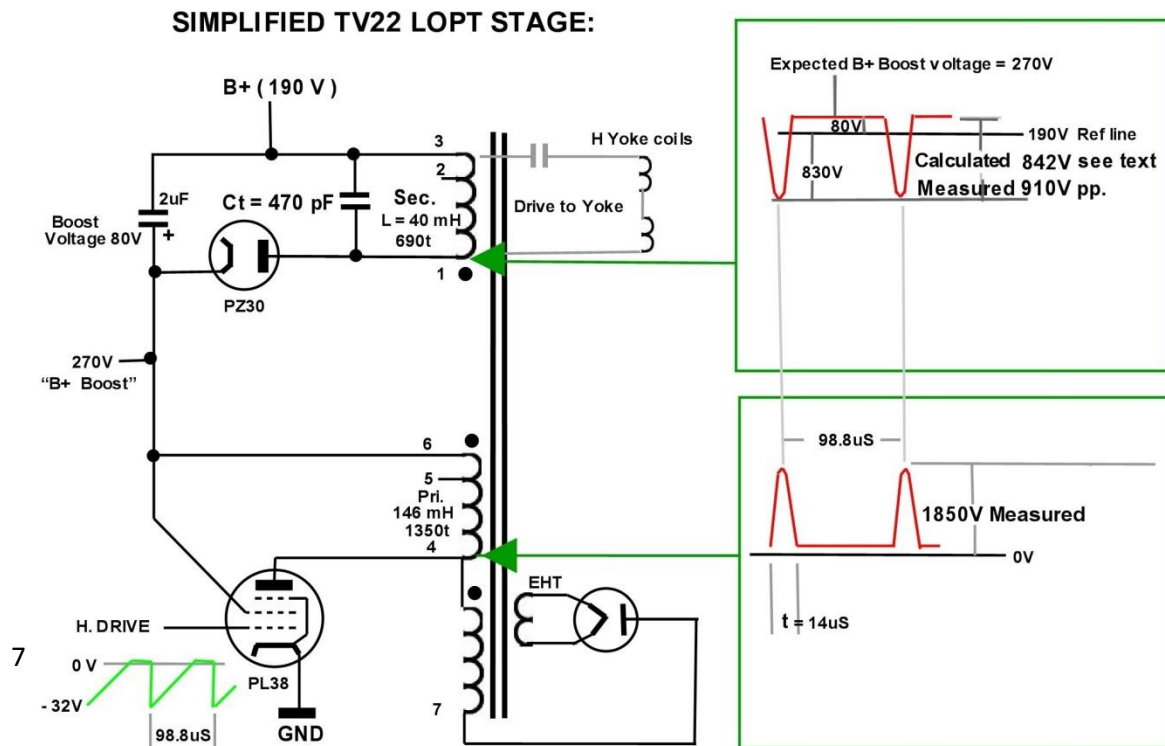 SIMPLIFIED TV22 LOPT STAGE:
B+ ( 190 V )
3
2
2uF
Ct = 470 pF
Sec.
L = 40 mH
690t
Boost
Voltage 80V
+
1
PZ30
H Yoke coils
Drive to Yoke
270V
“B+ Boost”
6
5
Pri.
146 mH
1350t
4
H. DRIVE
PL38
EHT
7
7
0 V
- 32V
98.8uS
GND
Expected B+ Boost voltage = 270V
80V
190V Ref line
830V
Calculated 842V see text
Measured 910V pp.
98.8uS
1850V Measured
0V
t = 14uS